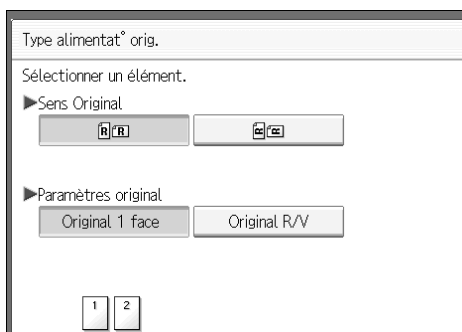 Type alimentat° orig.
Sélectionner un élément.
▶Sens Original
R R R R
▶Paramètres original
Original 1 face Original R/V
1 2